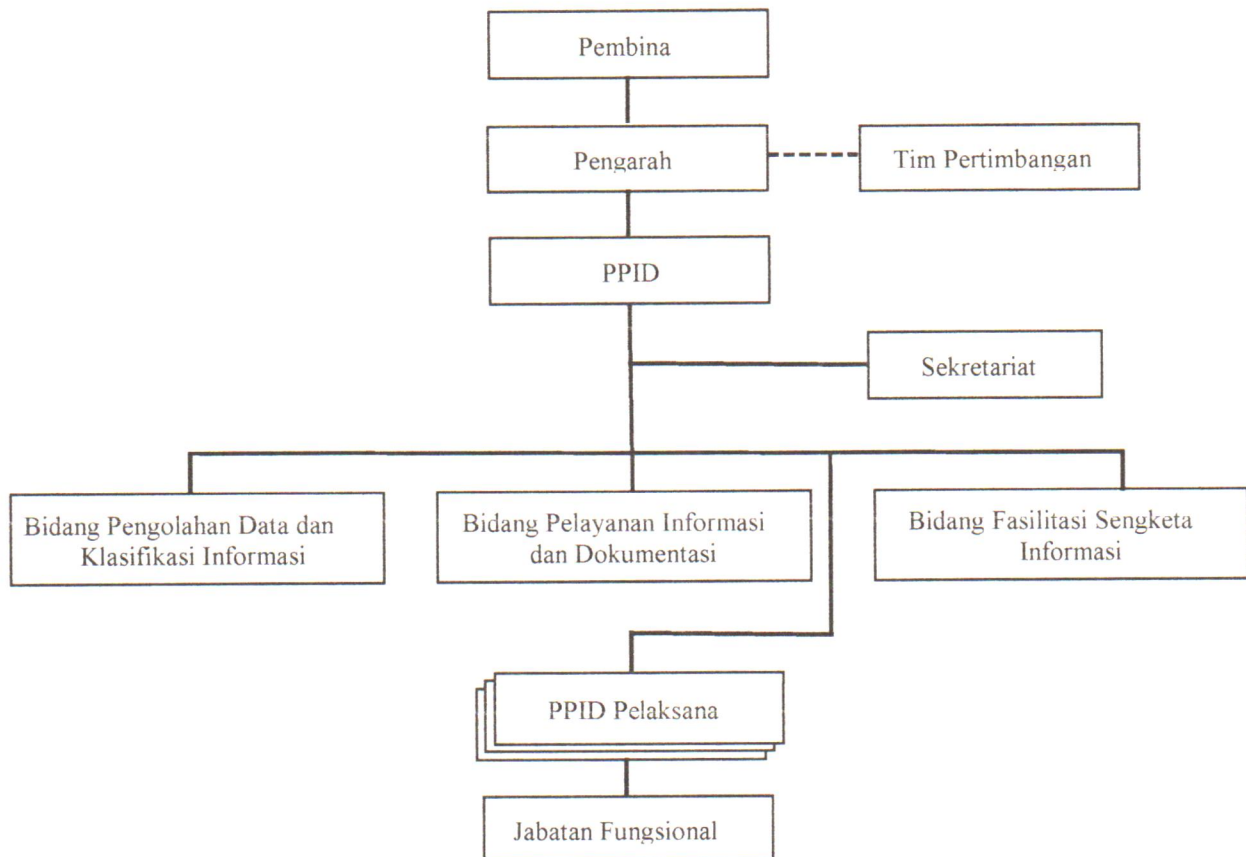 Pembina
Pengarah
Tim Pertimbangan
PPID
Sekretariat
Bidang Pengolahan Data dan
Klasifikasi Informasi
Bidang Pelayanan Informasi
dan Dokumentasi
Bidang Fasilitasi Sengketa
Informasi
PPID Pelaksana
Jabatan Fungsional